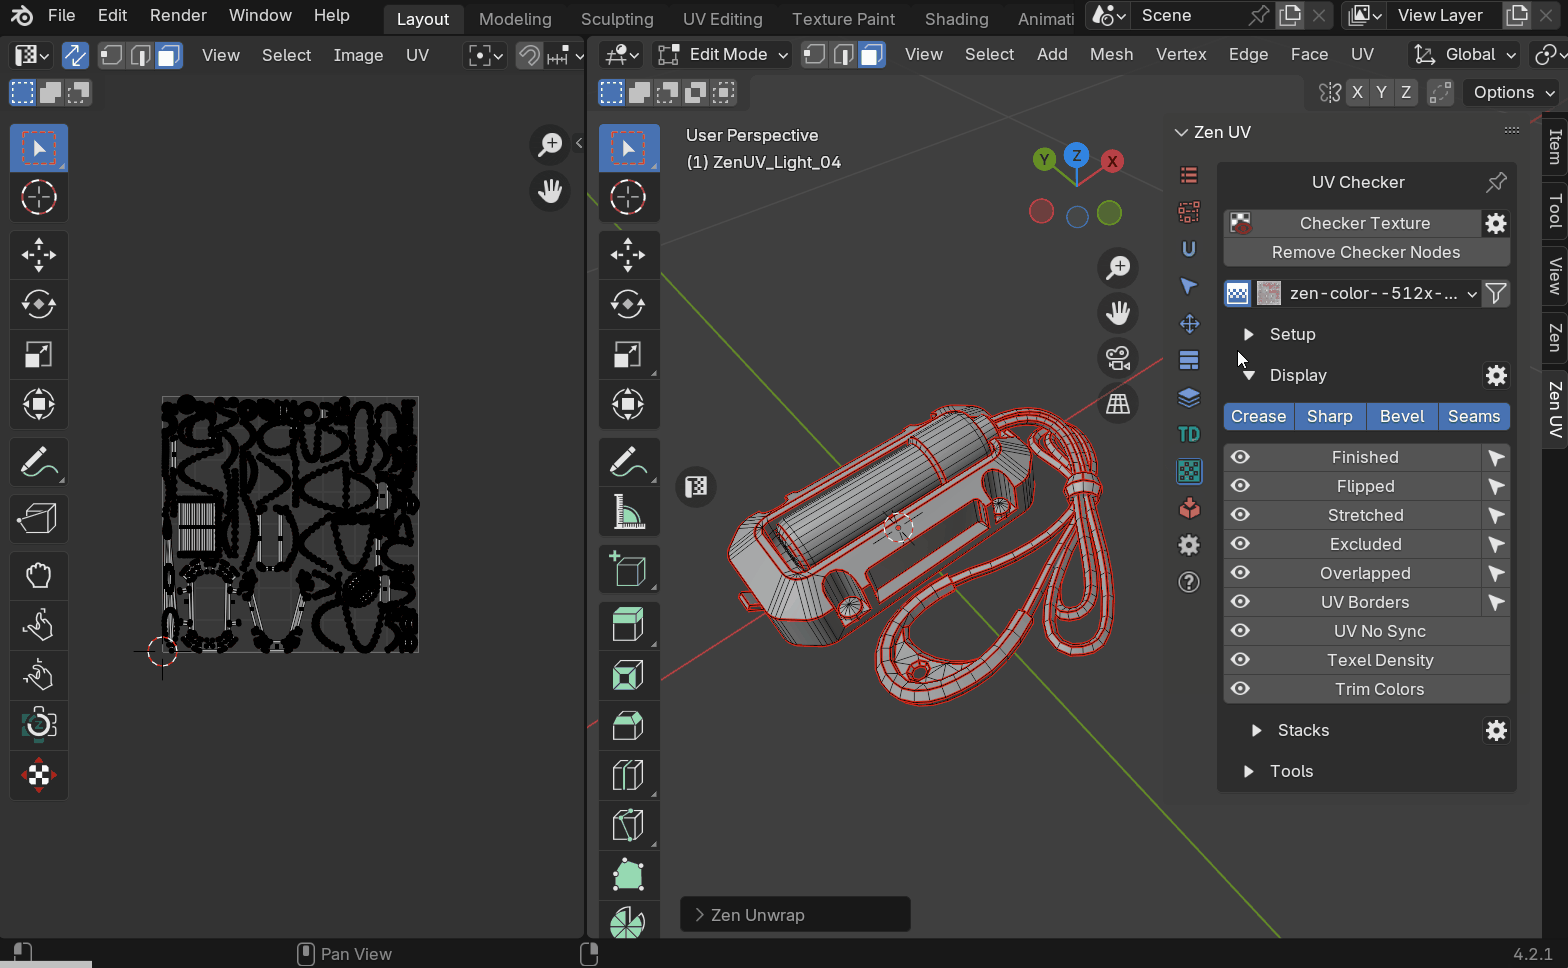 File Edit Render Window Help Layout Modeling Sculpting UV Editing Texture Paint Shading Animati Scene View Layer
View Select Image UV
Edit Mode View Select Add Mesh Vertex Edge Face UV Global
X Y Z Options
User Perspective
(1) ZenUV_Light_04
Y Z X
Zen UV
UV Checker
Checker Texture
Remove Checker Nodes
zen-color--512x-...
Setup
Display
Crease Sharp Bevel Seams
Finished
Flipped
Stretched
Excluded
Overlapped
UV Borders
UV No Sync
Texel Density
Trim Colors
Stacks
Tools
TD
Item
Tool
View
Zen
Zen UV
Zen Unwrap
Pan View
4.2.1